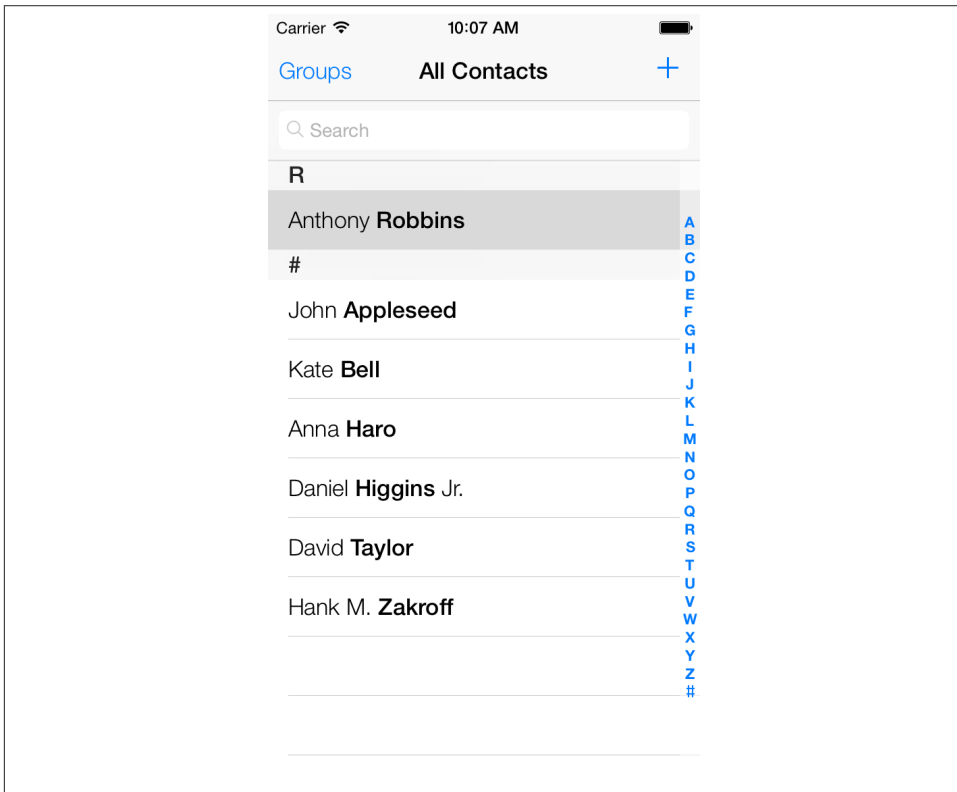 Carrier 10:07 AM
Groups All Contacts +
Search
R
Anthony Robbins
#
John Appleseed
Kate Bell
Anna Haro
Daniel Higgins Jr.
David Taylor
Hank M. Zakroff
A
B
C
D
E
F
G
H
I
J
K
L
M
N
O
P
Q
R
S
T
U
V
W
X
Y
Z
#